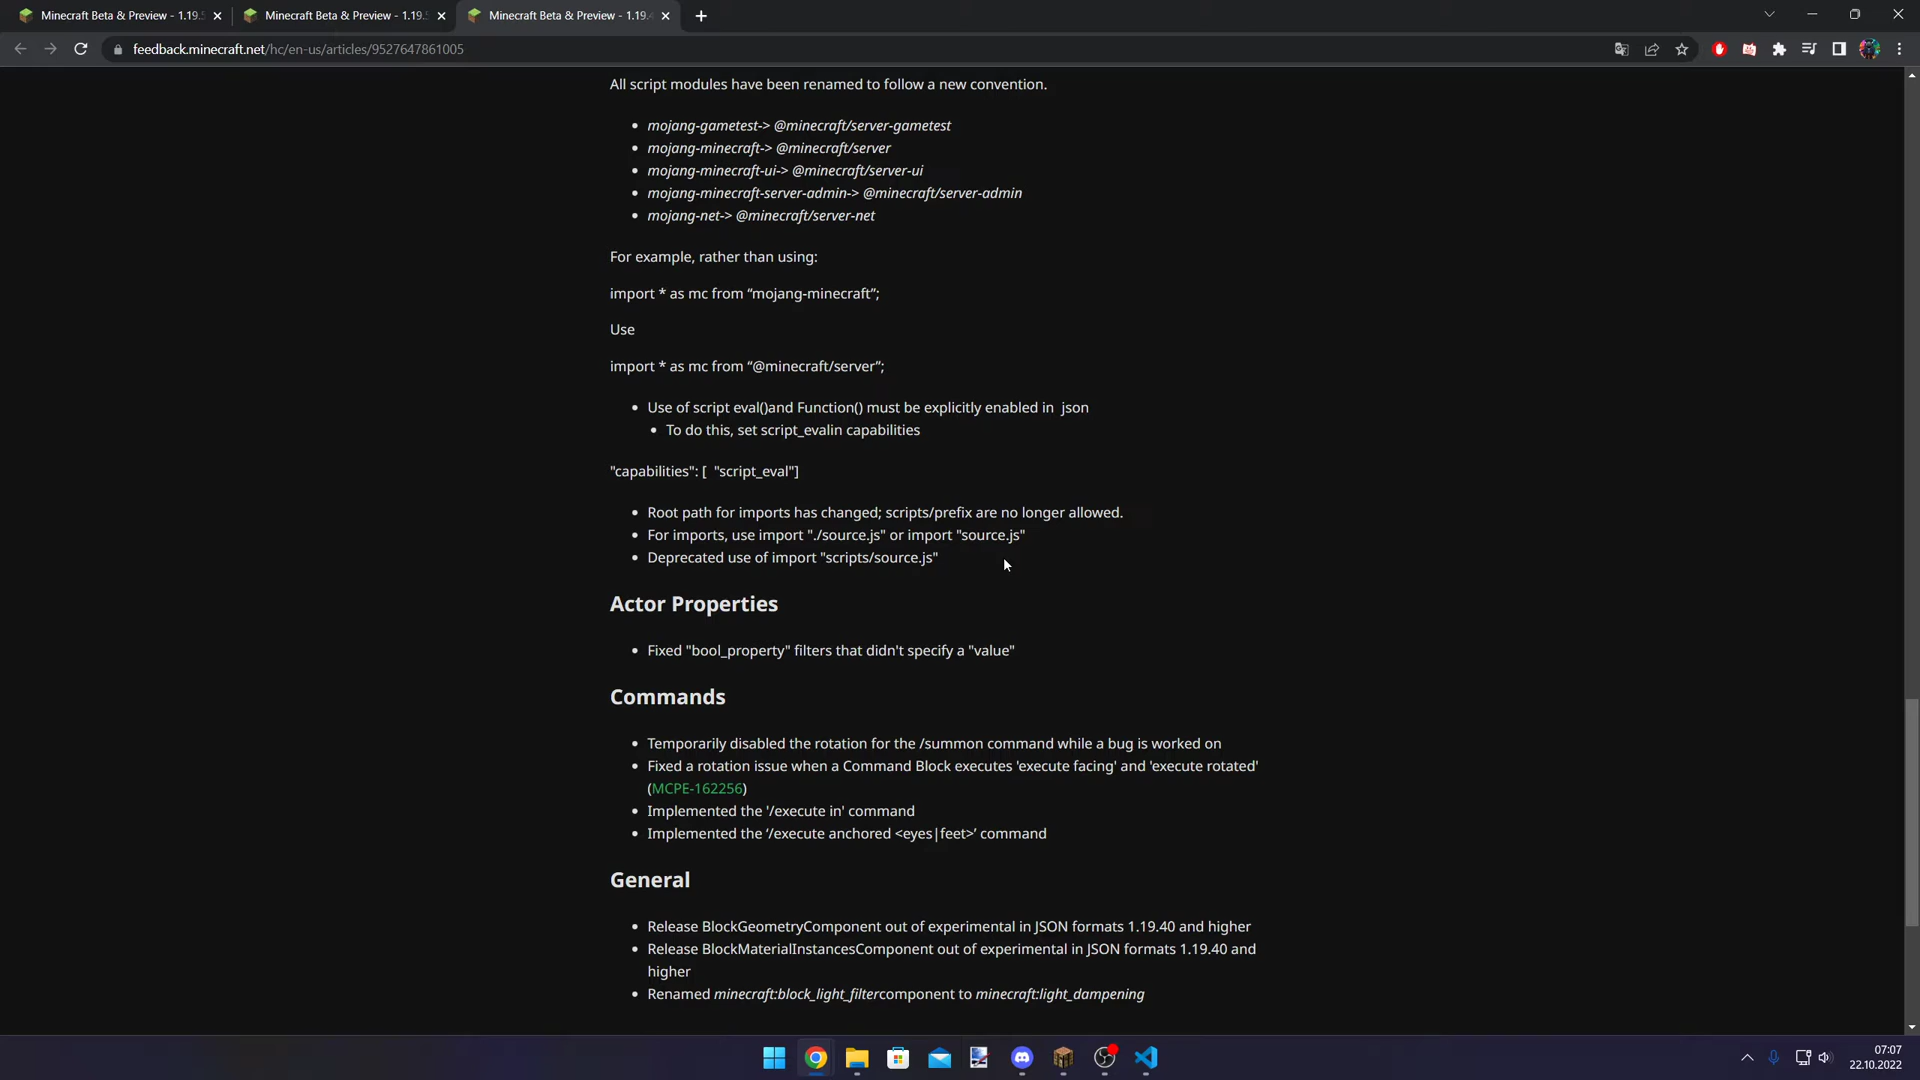 Minecraft Beta & Preview - 1.19.5
Minecraft Beta & Preview - 1.19.5
Minecraft Beta & Preview - 1.19.4
feedback.minecraft.net/hc/en-us/articles/9527647861005
All script modules have been renamed to follow a new convention.
mojang-gametest-> @minecraft/server-gametest
mojang-minecraft-> @minecraft/server
mojang-minecraft-ui-> @minecraft/server-ui
mojang-minecraft-server-admin-> @minecraft/server-admin
mojang-net-> @minecraft/server-net
For example, rather than using:
import * as mc from “mojang-minecraft”;
Use
import * as mc from “@minecraft/server”;
Use of script eval()and Function() must be explicitly enabled in  json
To do this, set script_evalin capabilities
"capabilities": [  "script_eval"]
Root path for imports has changed; scripts/prefix are no longer allowed.
For imports, use import "./source.js" or import "source.js"
Deprecated use of import "scripts/source.js"
Actor Properties
Fixed "bool_property" filters that didn't specify a "value"
Commands
Temporarily disabled the rotation for the /summon command while a bug is worked on
Fixed a rotation issue when a Command Block executes 'execute facing' and 'execute rotated'
(MCPE-162256)
Implemented the '/execute in' command
Implemented the ‘/execute anchored <eyes|feet>’ command
General
Release BlockGeometryComponent out of experimental in JSON formats 1.19.40 and higher
Release BlockMaterialInstancesComponent out of experimental in JSON formats 1.19.40 and
higher
Renamed minecraft:block_light_filtercomponent to minecraft:light_dampening
07:07
22.10.2022